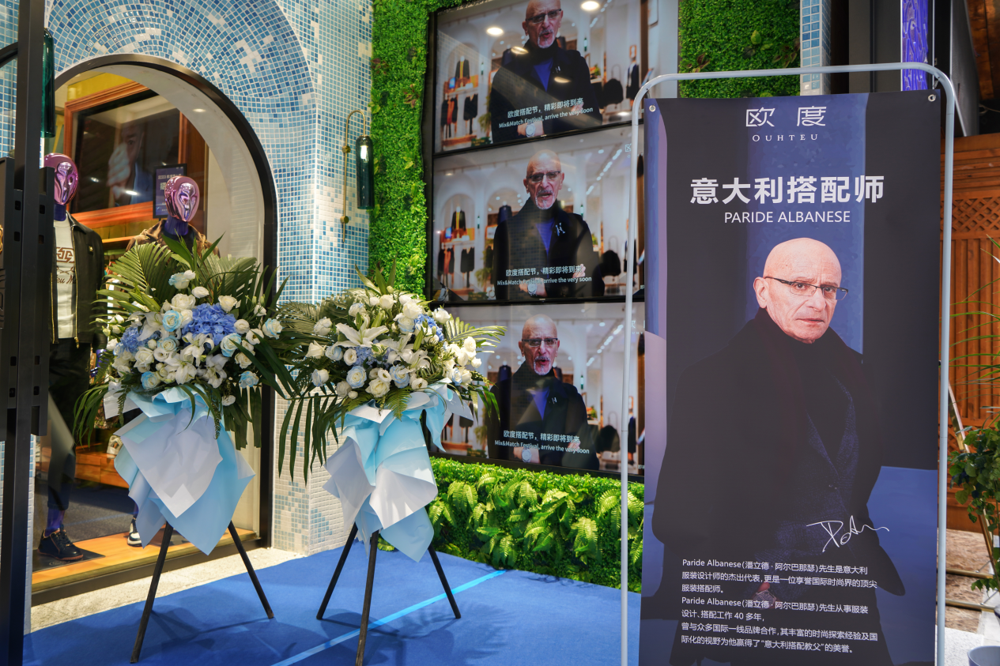 欧度搭配节，精彩即将到来
Mix&Match Festival, arrive the very soon
欧度搭配节，精彩即将到来
Mix&Match Festival, arrive the very soon
欧度搭配节，精彩即将到来
Mix&Match Festival, arrive the very soon
欧度
OUHTEU
意大利搭配师
PARIDE ALBANESE
Paride Albanese(潘立德·阿尔巴那瑟)先生是意大利
服装设计师的杰出代表,更是一位享誉国际时尚界的顶尖
服装搭配师。
Paride Albanese(潘立德·阿尔巴那瑟)先生从事服装
设计、搭配工作 40 多年，
曾与众多国际一线品牌合作,其丰富的时尚探索经验及国
际化的视野为他赢得了“意大利搭配教父”的美誉。